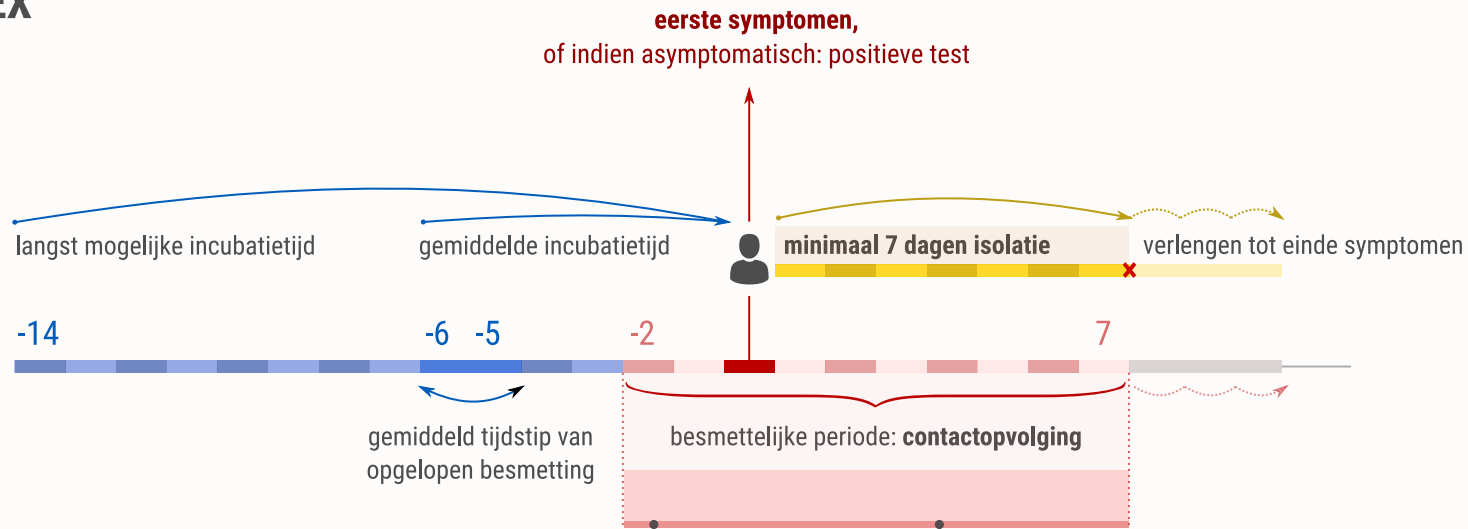 eerste symptomen,
of indien asymptomatisch: positieve test
langst mogelijke incubatietijd
gemiddelde incubatietijd
minimaal 7 dagen isolatie
verlengen tot einde symptomen
-14
-6
-5
-2
7
gemiddeld tijdstip van
opgelopen besmetting
besmettelijke periode: contactopvolging